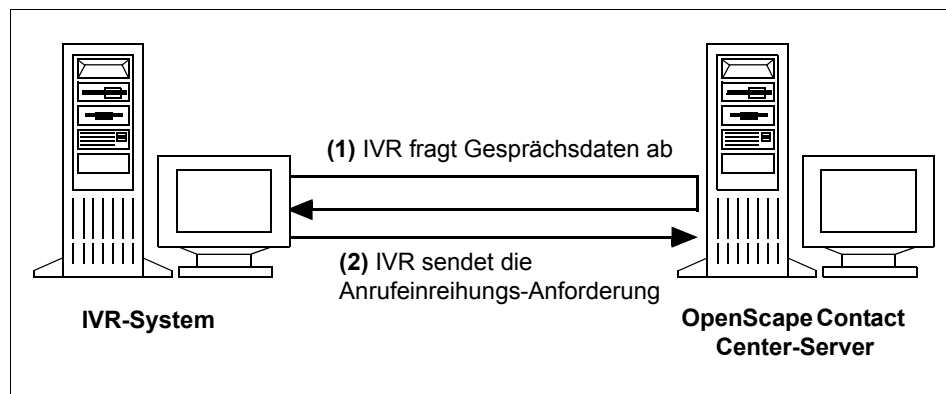 (1) IVR fragt Gesprächsdaten ab
(2) IVR sendet die
Anrufeinreihungs-Anforderung
IVR-System
OpenScape Contact
Center-Server